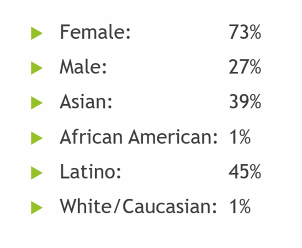 Female: 73%
Male: 27%
Asian: 39%
African American: 1%
Latino: 45%
White/Caucasian: 1%